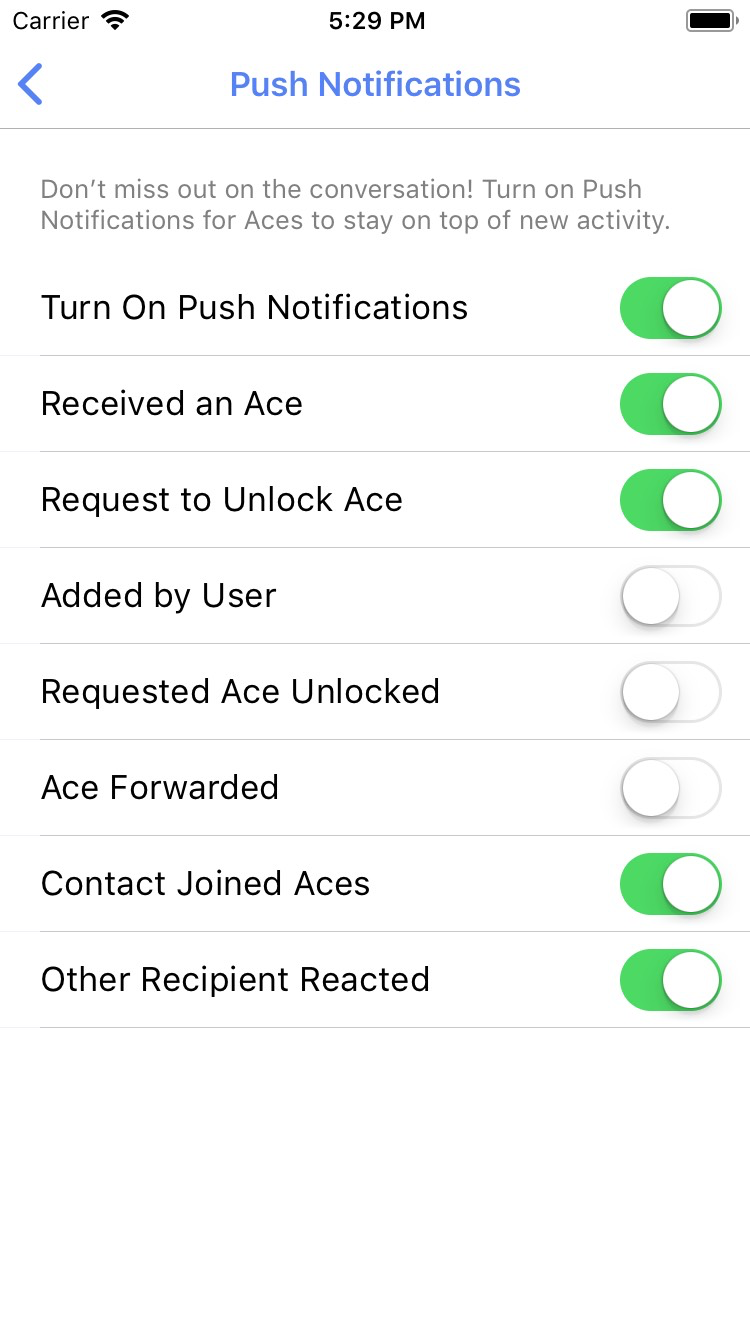 Carrier 5:29 PM
Push Notifications
Don’t miss out on the conversation! Turn on Push
Notifications for Aces to stay on top of new activity.
Turn On Push Notifications
Received an Ace
Request to Unlock Ace
Added by User
Requested Ace Unlocked
Ace Forwarded
Contact Joined Aces
Other Recipient Reacted